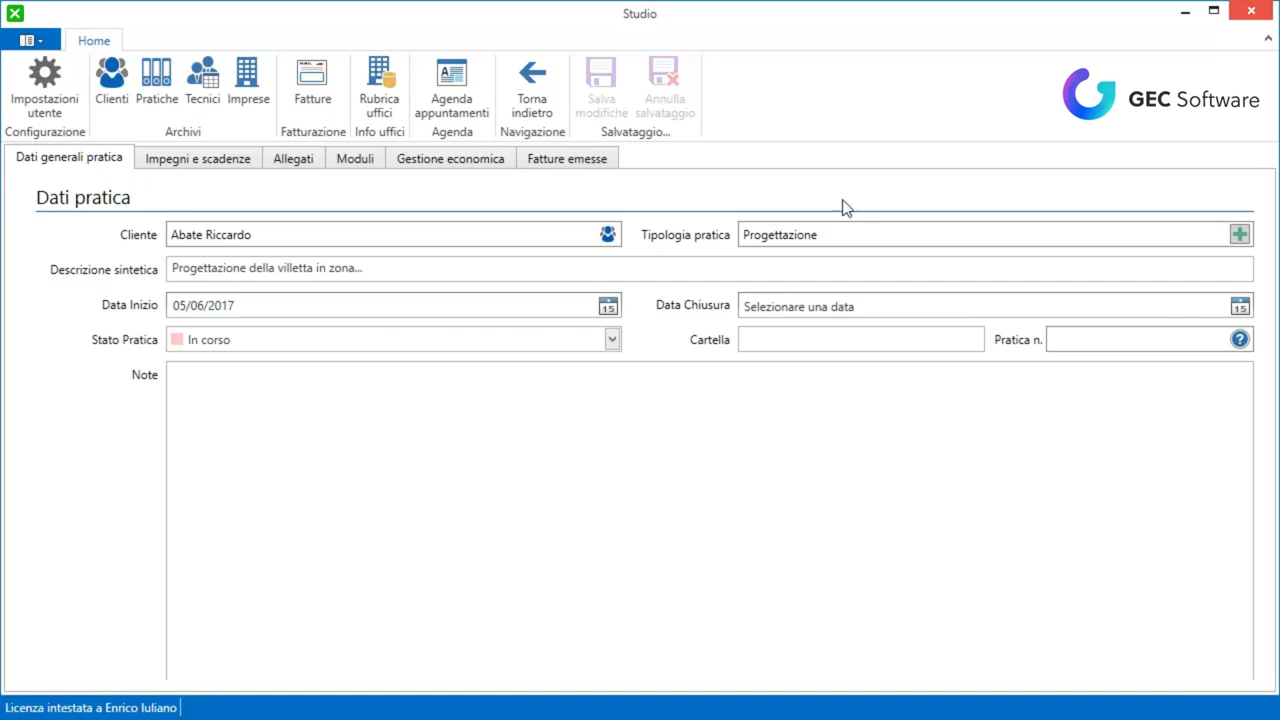 Studio
Home
Impostazioni utente
Clienti
Pratiche
Tecnici
Imprese
Fatture
Rubrica uffici
Agenda appuntamenti
Torna indietro
Salva modifiche
Annulla salvataggio
Configurazione
Archivi
Fatturazione
Info uffici
Agenda
Navigazione
Salvataggio...
GEC Software
Dati generali pratica
Impegni e scadenze
Allegati
Moduli
Gestione economica
Fatture emesse
Dati pratica
Cliente Abate Riccardo
Tipologia pratica Progettazione
Descrizione sintetica Progettazione della villetta in zona...
Data Inizio 05/06/2017 15
Data Chiusura Selezionare una data 15
Stato Pratica In corso
Cartella
Pratica n. ?
Note
Licenza intestata a Enrico Iuliano